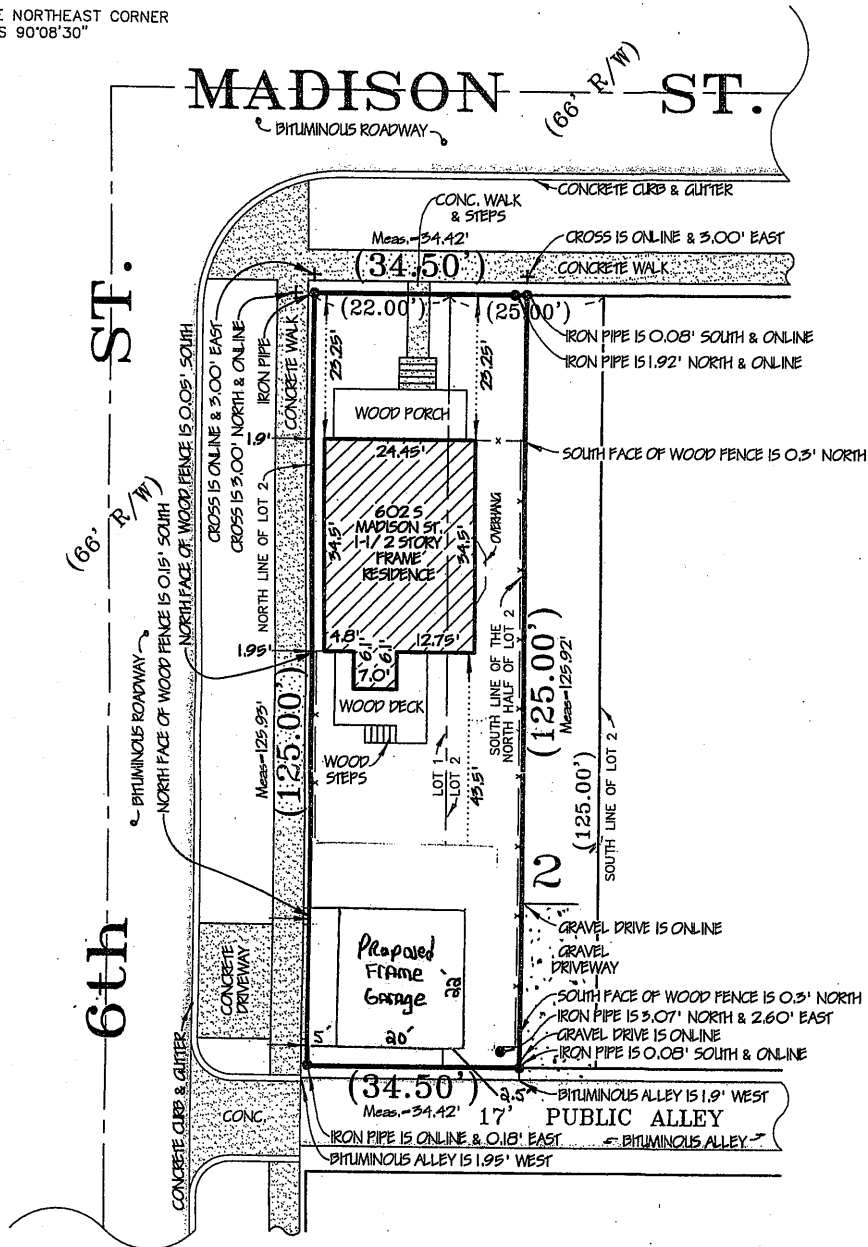 E NORTHEAST CORNER
S 90°08'30"
MADISON ST.
(66' R/W)
BITUMINOUS ROADWAY
CONCRETE CURB & GUTTER
CONC. WALK
& STEPS
Meas.=34.42'
(34.50')
CROSS IS ONLINE & 3.00' EAST
CONCRETE WALK
(22.00')
(25.00')
IRON PIPE IS 0.08' SOUTH & ONLINE
IRON PIPE IS 1.92' NORTH & ONLINE
ST.
(66' R/W)
6th
BITUMINOUS ROADWAY
NORTH FACE OF WOOD FENCE IS 0.15' SOUTH
NORTH FACE OF WOOD FENCE IS 0.05' SOUTH
CROSS IS ONLINE & 3.00' EAST
CROSS IS 3.00' NORTH & ONLINE
NORTH LINE OF LOT 2
IRON PIPE
CONCRETE WALK
23.25'
23.25'
WOOD PORCH
1.9'
24.45'
x
SOUTH FACE OF WOOD FENCE IS 0.3' NORTH
602 S
MADISON ST.
1-1/2 STORY
FRAME
RESIDENCE
34.5'
34.5'
OVERHANG
1.95'
4.8'
6.1'
6.1'
7.0'
12.75'
WOOD DECK
WOOD
STEPS
LOT 1
LOT 2
43.5'
SOUTH LINE OF THE
NORTH HALF OF LOT 2
(125.00')
Meas=125.92'
(125.00')
SOUTH LINE OF LOT 2
Meas=125.93'
(125.00')
2
GRAVEL DRIVE IS ONLINE
GRAVEL
DRIVEWAY
CONCRETE
DRIVEWAY
Proposed
Frame
Garage
22'
5'
20'
SOUTH FACE OF WOOD FENCE IS 0.3' NORTH
IRON PIPE IS 3.07' NORTH & 2.60' EAST
GRAVEL DRIVE IS ONLINE
IRON PIPE IS 0.08' SOUTH & ONLINE
CONCRETE CURB & GUTTER
CONC.
(34.50')
Meas.=34.42'
2.5'
BITUMINOUS ALLEY IS 1.9' WEST
17' PUBLIC ALLEY
IRON PIPE IS ONLINE & 0.18' EAST
BITUMINOUS ALLEY
BITUMINOUS ALLEY IS 1.95' WEST